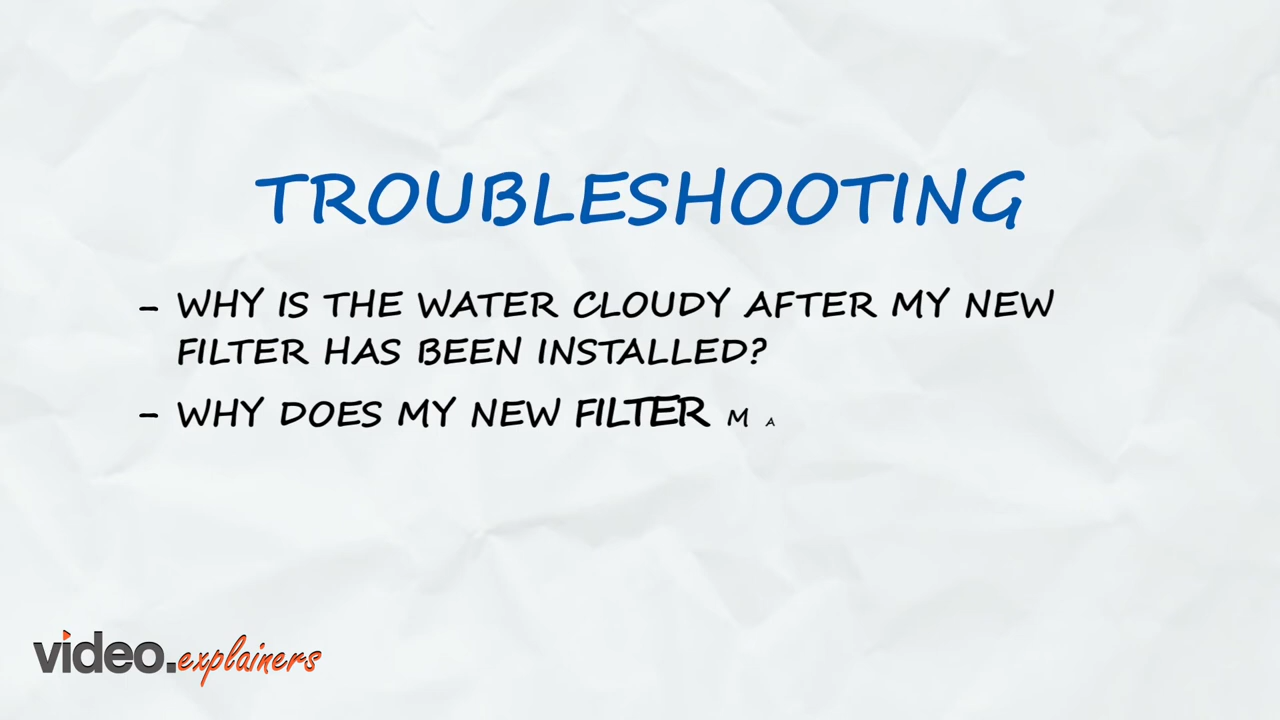 TROUBLESHOOTING
- WHY IS THE WATER CLOUDY AFTER MY NEW
FILTER HAS BEEN INSTALLED?
- WHY DOES MY NEW FILTER M A
video.explainers